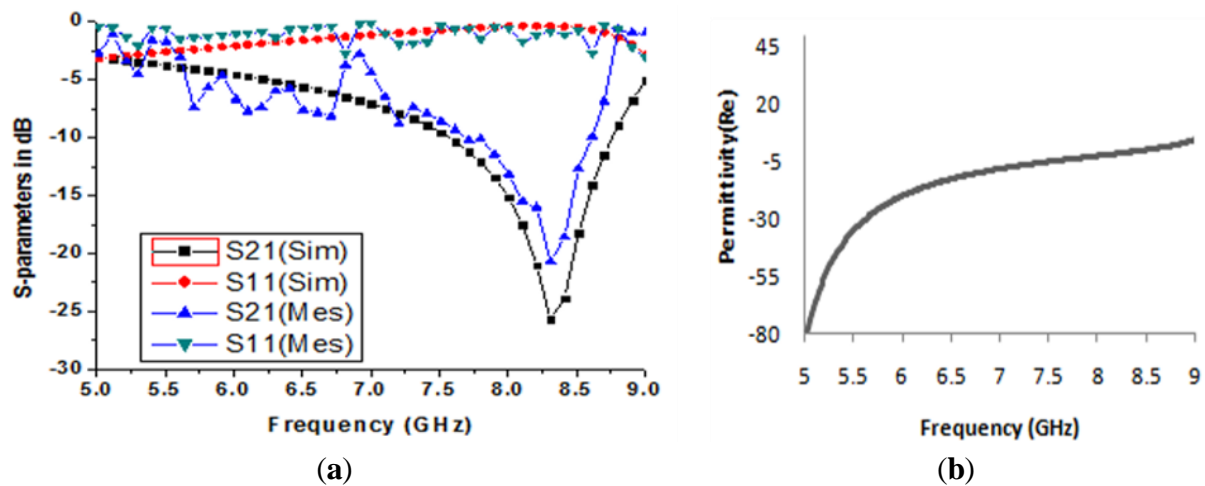 S-parameters in dB
0
-5
-10
-15
-20
-25
-30
S21(Sim)
S11(Sim)
S21(Mes)
S11(Mes)
5.0 5.5 6.0 6.5 7.0 7.5 8.0 8.5 9.0
Frequency (GHz)
(a)
Permittivity(Re)
45
20
-5
-30
-55
-80
5 5.5 6 6.5 7 7.5 8 8.5 9
Frequency (GHz)
(b)